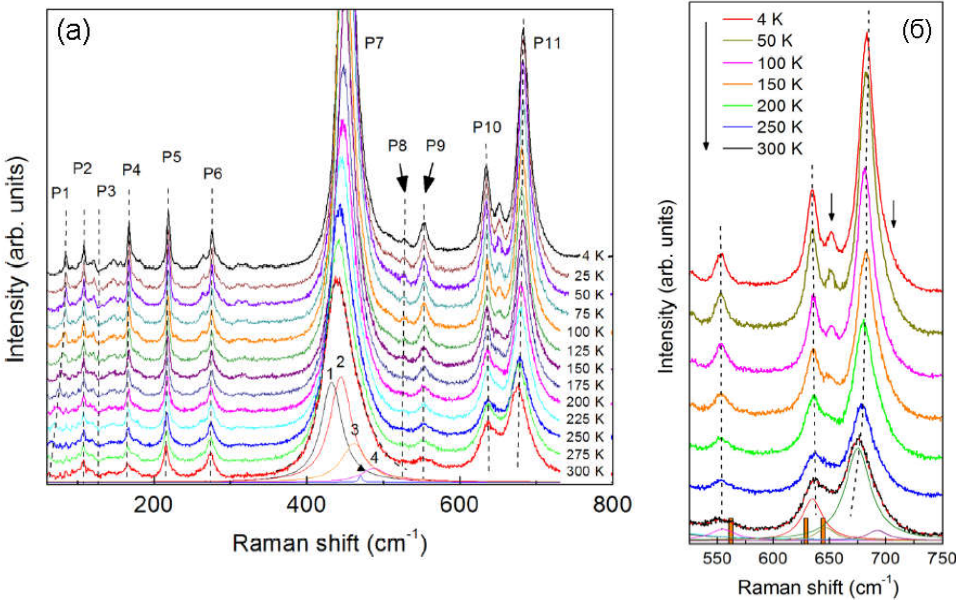 (а)
P7
P11
P10
P8
P9
P1
P2
P3
P4
P5
P6
4 K
25 K
50 K
75 K
100 K
125 K
150 K
175 K
200 K
225 K
250 K
275 K
300 K
1
2
3
4
200
400
600
800
Raman shift (cm-1)
Intensity (arb. units)
(б)
4 K
50 K
100 K
150 K
200 K
250 K
300 K
550
600
650
700
750
Raman shift (cm-1)
Intensity (arb. units)